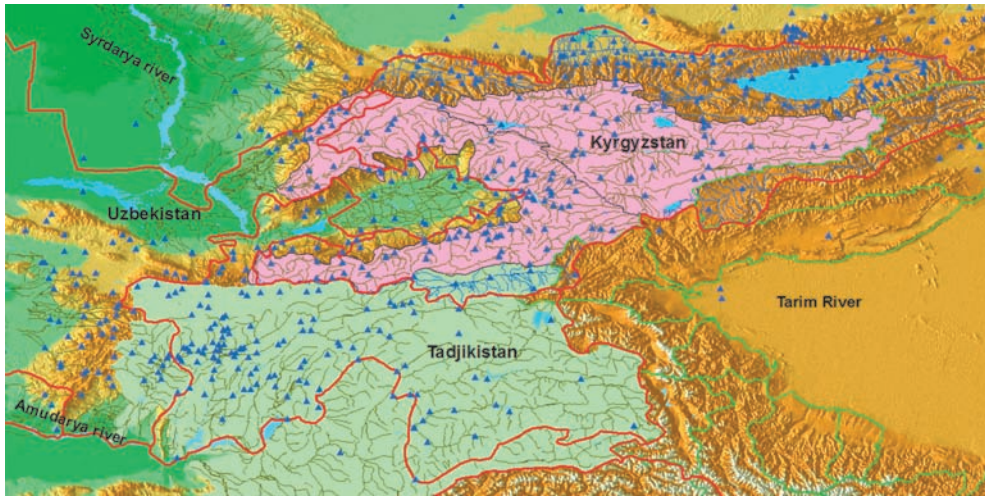 Syrdarya river
Kyrgyzstan
Uzbekistan
Tarim River
Tadjikistan
Amudarya river